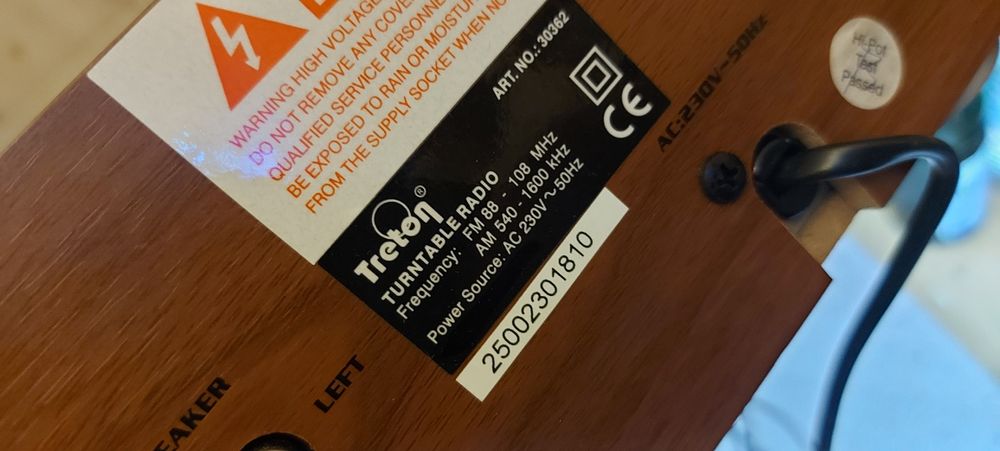 WARNING HIGH VOLTAGE
DO NOT REMOVE ANY COVE
QUALIFIED SERVICE PERSONNE
BE EXPOSED TO RAIN OR MOISTUR
FROM THE SUPPLY SOCKET WHEN NO
ART. NO.: 30362
CE
Treton®
TURNTABLE RADIO
Frequency: FM 88 - 108 MHz
AM 540 - 1600 kHz
Power Source: AC 230V~50Hz
25002301810
AC:230V~50Hz
Hi-Pot
Test
Passed
EAKER
LEFT